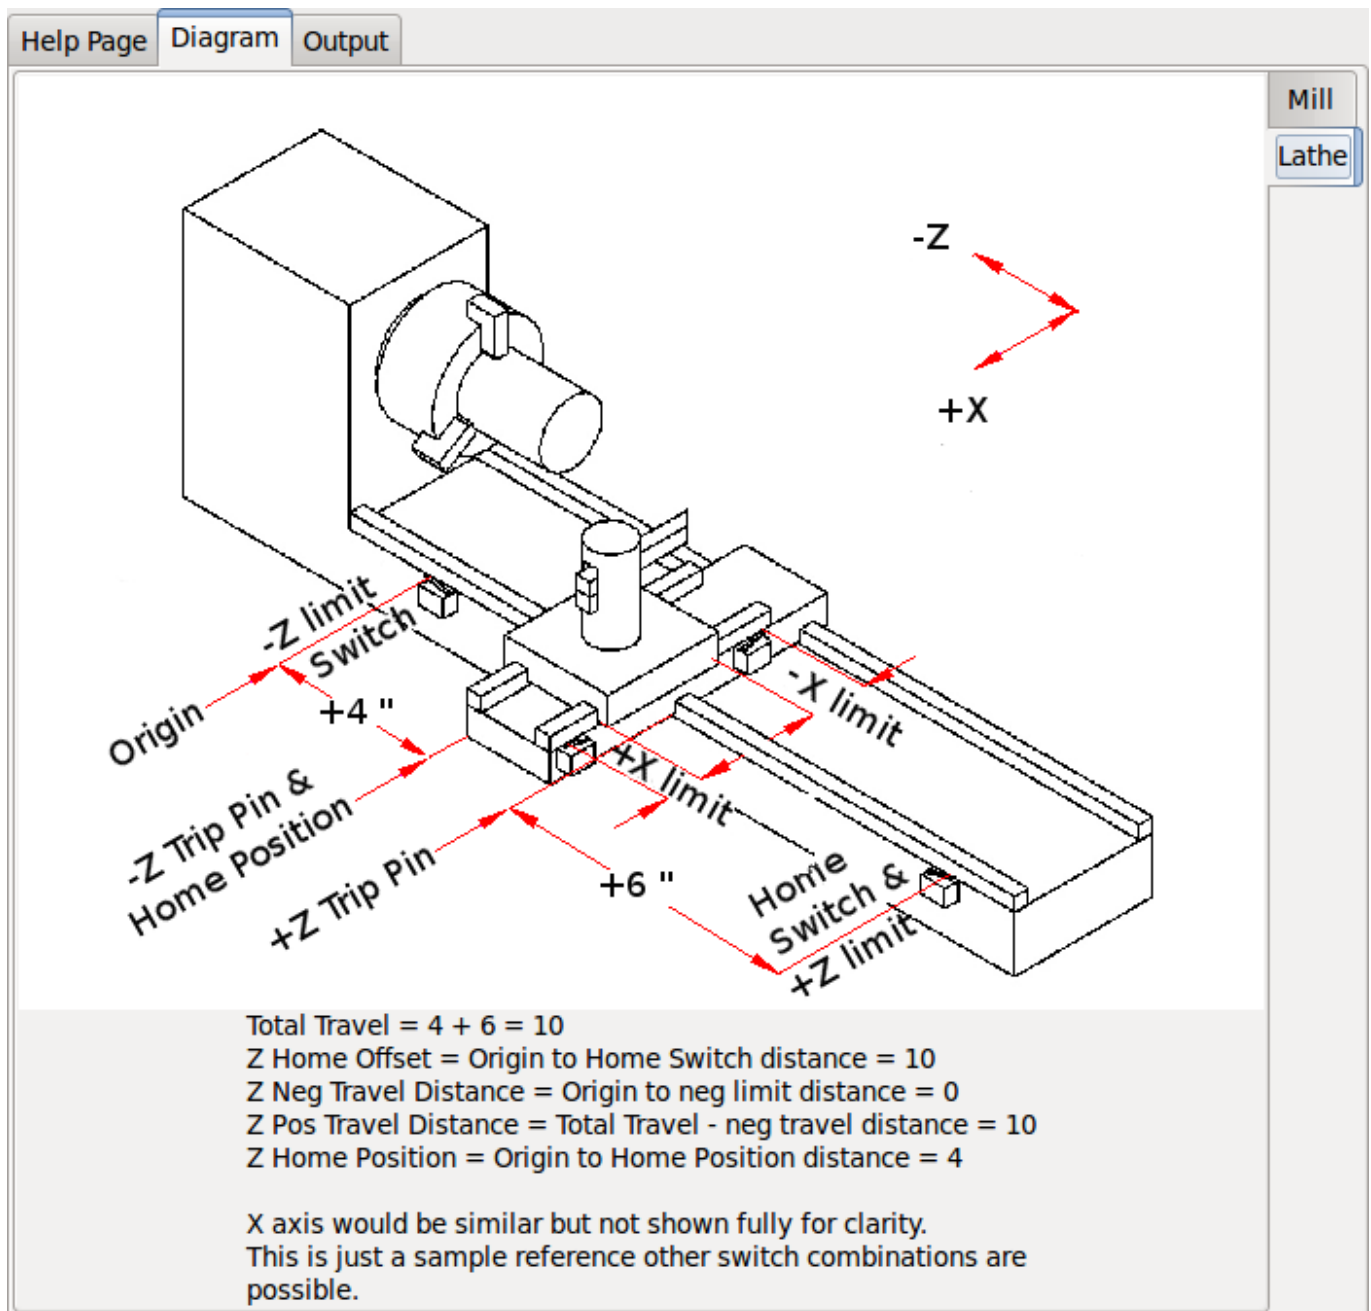 Help Page
Diagram
Output
Mill
Lathe
-Z
+X
-Z limit
Switch
Origin
+4 "
-X limit
+X limit
-Z Trip Pin &
Home Position
+Z Trip Pin
+6 "
Home
Switch &
+Z limit
Total Travel = 4 + 6 = 10
Z Home Offset = Origin to Home Switch distance = 10
Z Neg Travel Distance = Origin to neg limit distance = 0
Z Pos Travel Distance = Total Travel - neg travel distance = 10
Z Home Position = Origin to Home Position distance = 4
X axis would be similar but not shown fully for clarity.
This is just a sample reference other switch combinations are
possible.